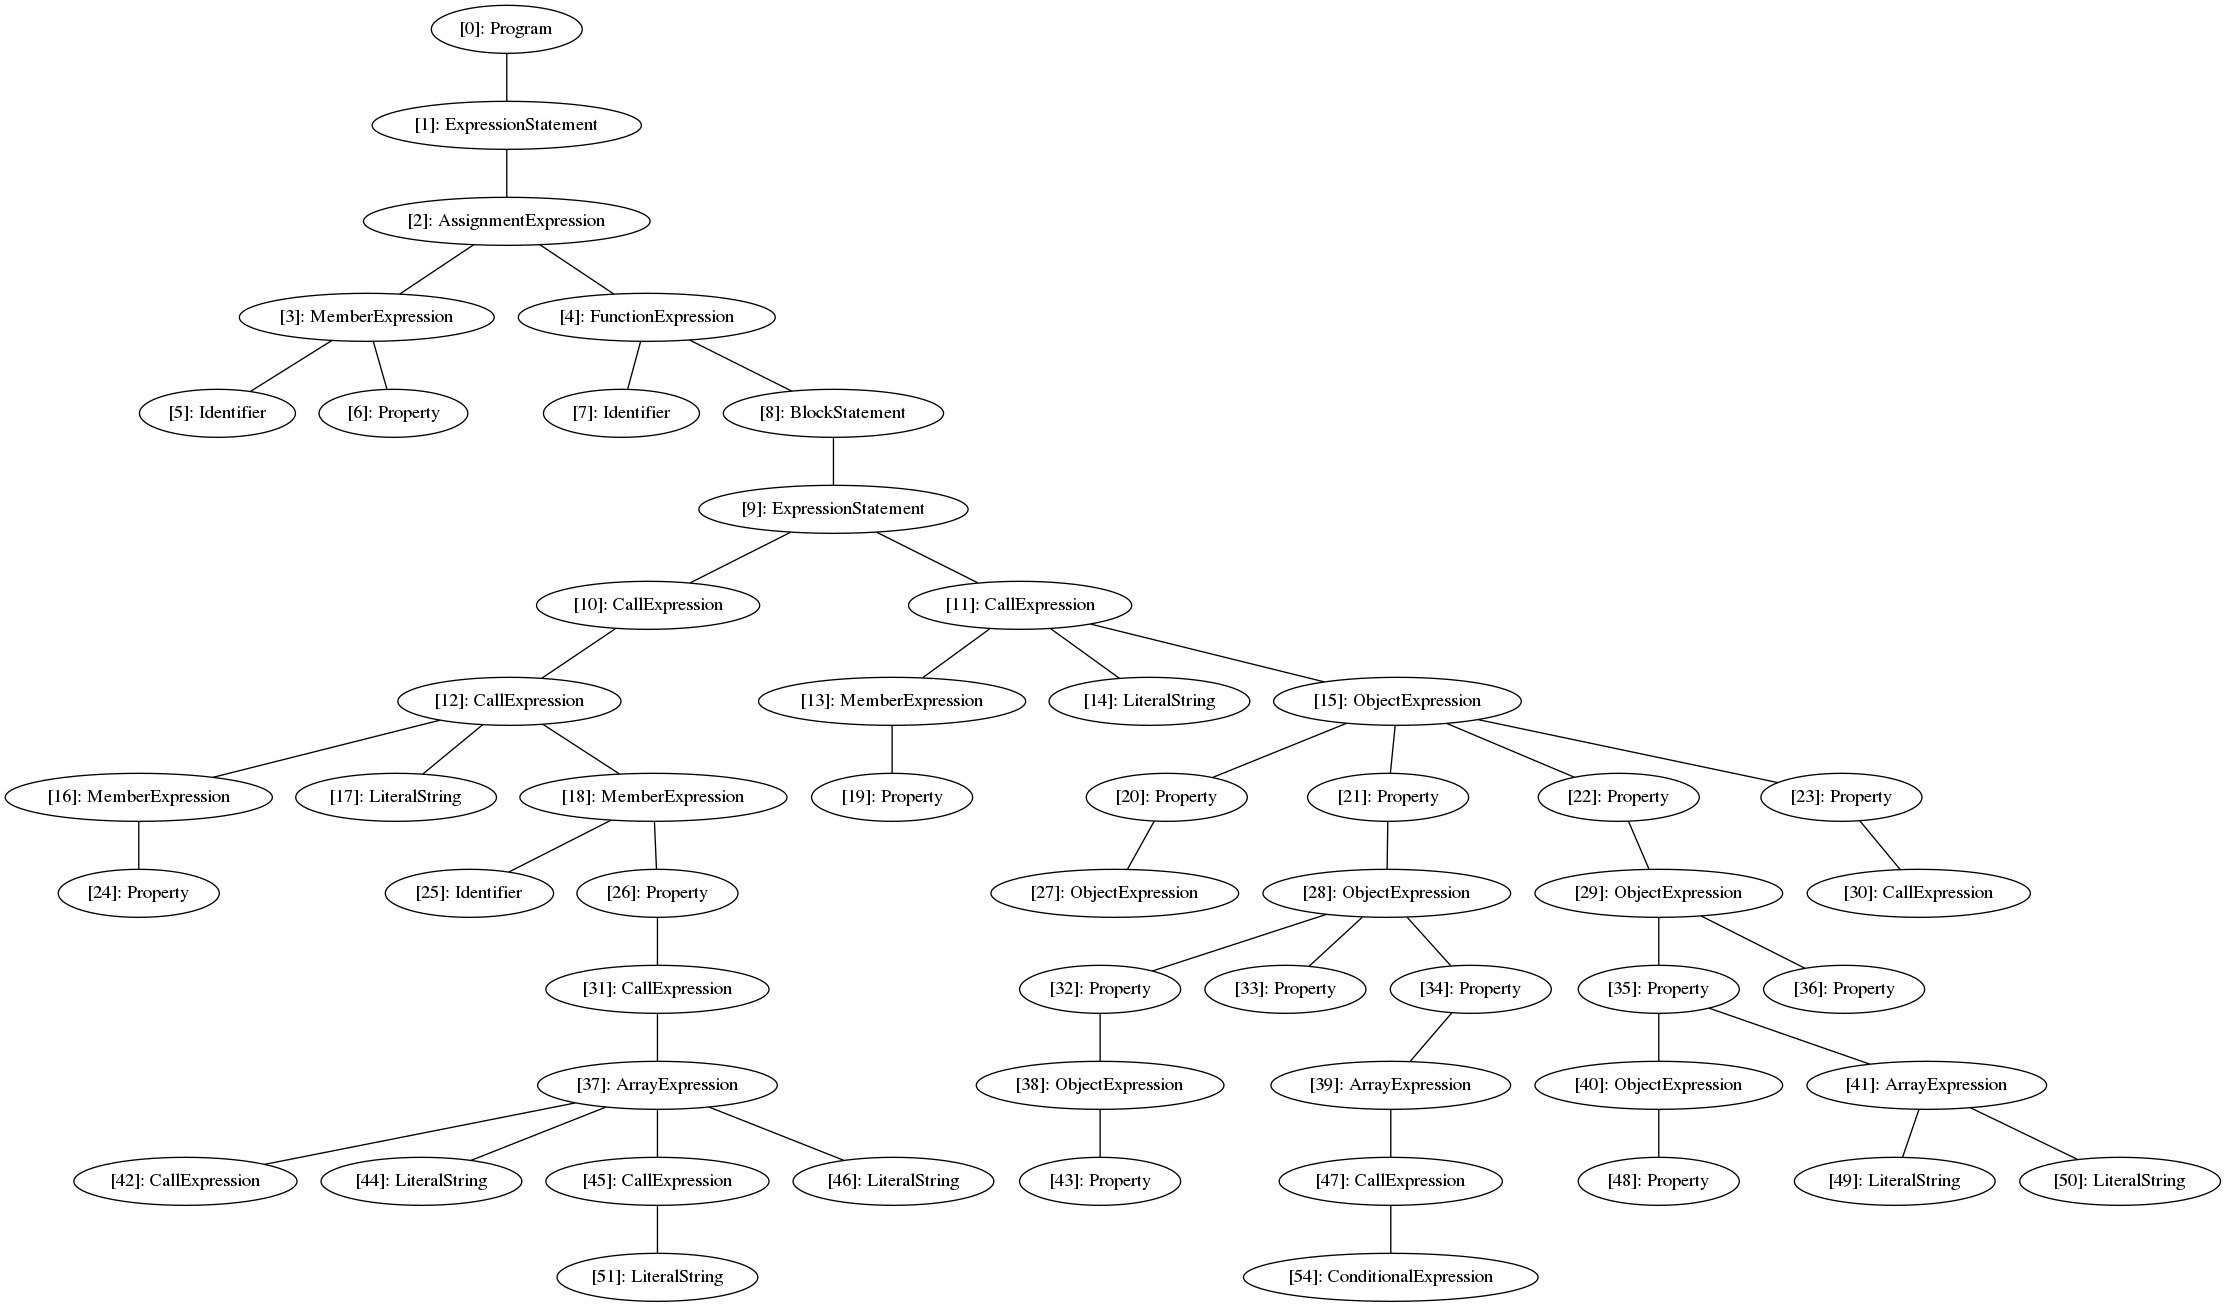 [0]: Program
[1]: ExpressionStatement
[2]: AssignmentExpression
[3]: MemberExpression
[4]: FunctionExpression
[5]: Identifier
[6]: Property
[7]: Identifier
[8]: BlockStatement
[9]: ExpressionStatement
[10]: CallExpression
[11]: CallExpression
[12]: CallExpression
[13]: MemberExpression
[14]: LiteralString
[15]: ObjectExpression
[16]: MemberExpression
[17]: LiteralString
[18]: MemberExpression
[19]: Property
[20]: Property
[21]: Property
[22]: Property
[23]: Property
[24]: Property
[25]: Identifier
[26]: Property
[27]: ObjectExpression
[28]: ObjectExpression
[29]: ObjectExpression
[30]: CallExpression
[31]: CallExpression
[32]: Property
[33]: Property
[34]: Property
[35]: Property
[36]: Property
[37]: ArrayExpression
[38]: ObjectExpression
[39]: ArrayExpression
[40]: ObjectExpression
[41]: ArrayExpression
[42]: CallExpression
[44]: LiteralString
[45]: CallExpression
[46]: LiteralString
[43]: Property
[47]: CallExpression
[48]: Property
[49]: LiteralString
[50]: LiteralString
[51]: LiteralString
[54]: ConditionalExpression